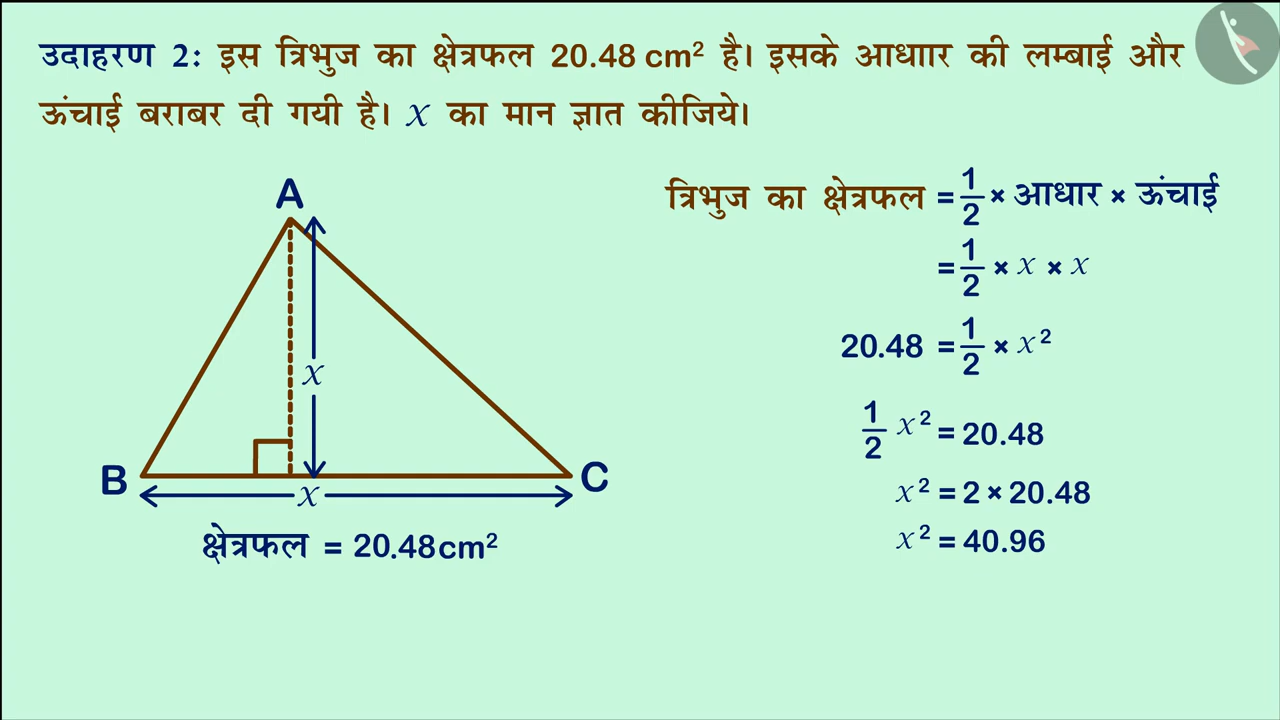 उदाहरण 2: इस त्रिभुज का क्षेत्रफल 20.48 cm² है। इसके आधाार की लम्बाई और
ऊंचाई बराबर दी गयी है। x का मान ज्ञात कीजिये।
A
x
B
C
x
क्षेत्रफल = 20.48cm²
त्रिभुज का क्षेत्रफल = 1/2 × आधार × ऊंचाई
= 1/2 × x × x
20.48 = 1/2 × x²
1/2 x² = 20.48
x² = 2 × 20.48
x² = 40.96